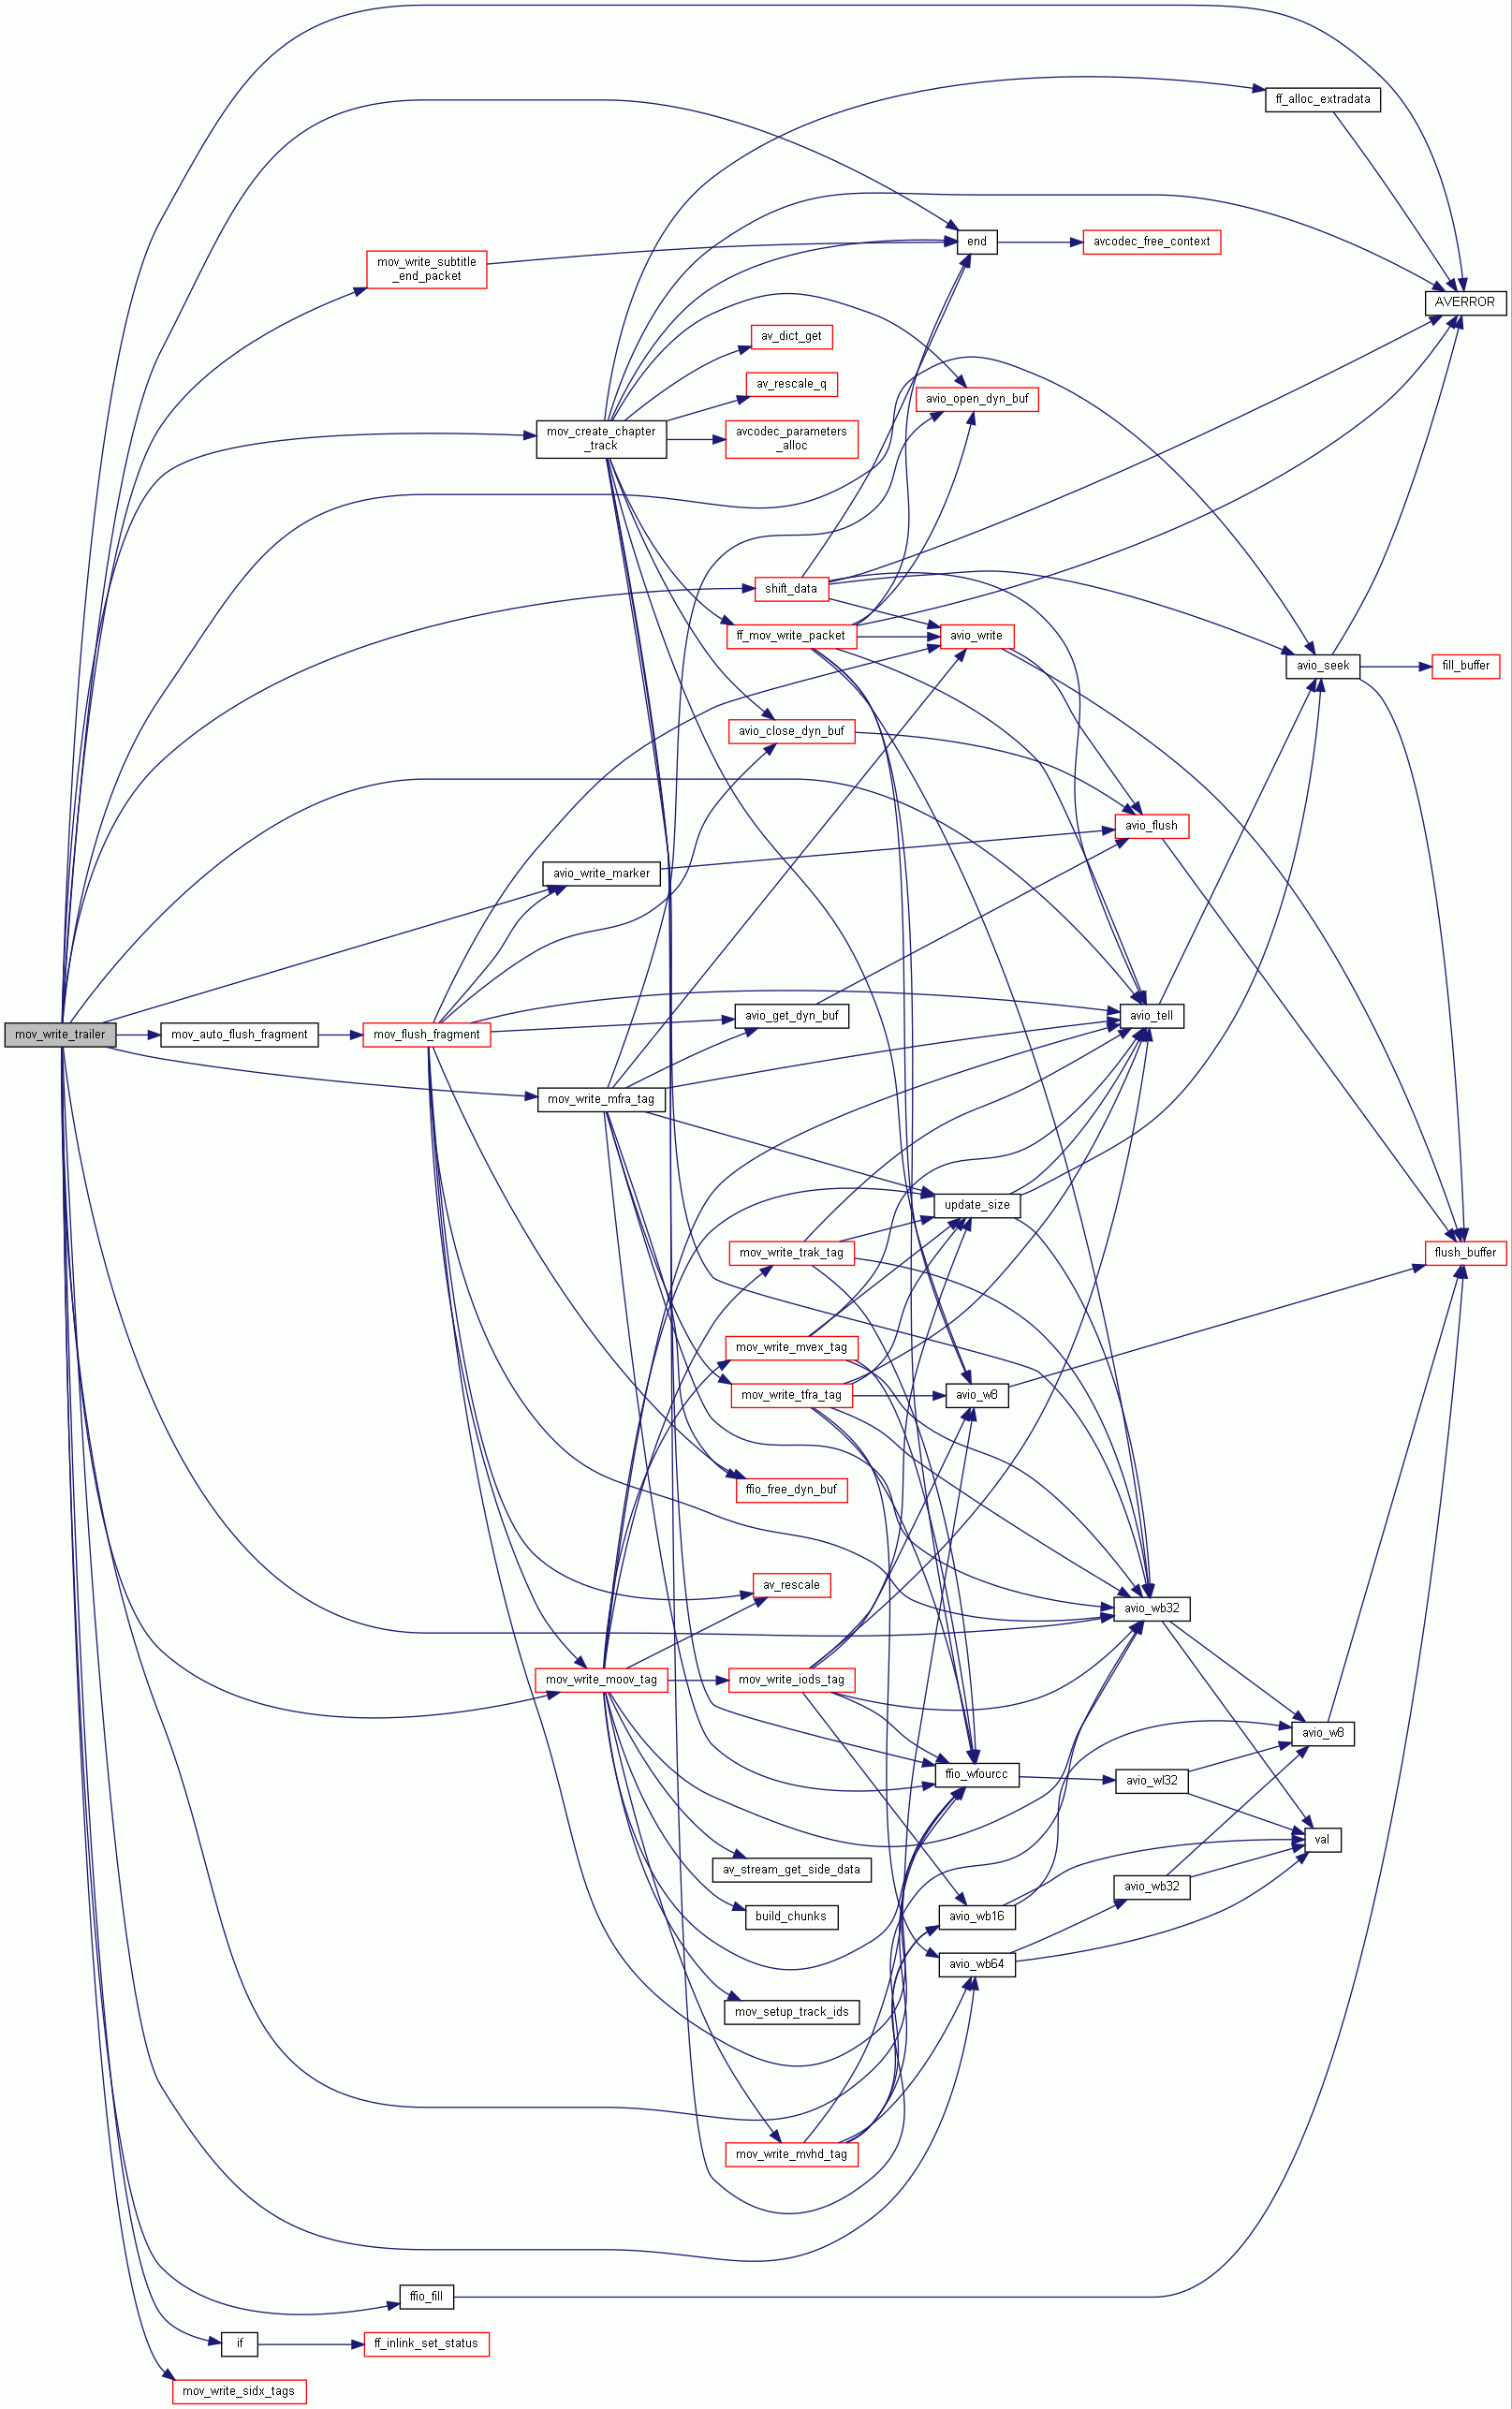 ff_alloc_extradata
end
avcodec_free_context
mov_write_subtitle
_end_packet
AVERROR
av_dict_get
av_rescale_q
avio_open_dyn_buf
mov_create_chapter
_track
avcodec_parameters
_alloc
shift_data
ff_mov_write_packet
avio_write
avio_seek
fill_buffer
avio_close_dyn_buf
avio_flush
avio_write_marker
avio_get_dyn_buf
avio_tell
mov_write_trailer
mov_auto_flush_fragment
mov_flush_fragment
mov_write_mfra_tag
update_size
mov_write_trak_tag
flush_buffer
mov_write_mvex_tag
mov_write_tfra_tag
avio_w8
ffio_free_dyn_buf
av_rescale
avio_wb32
mov_write_moov_tag
mov_write_iods_tag
avio_w8
ffio_wfourcc
avio_wl32
val
av_stream_get_side_data
avio_wb32
build_chunks
avio_wb16
avio_wb64
mov_setup_track_ids
mov_write_mvhd_tag
ffio_fill
if
ff_inlink_set_status
mov_write_sidx_tags